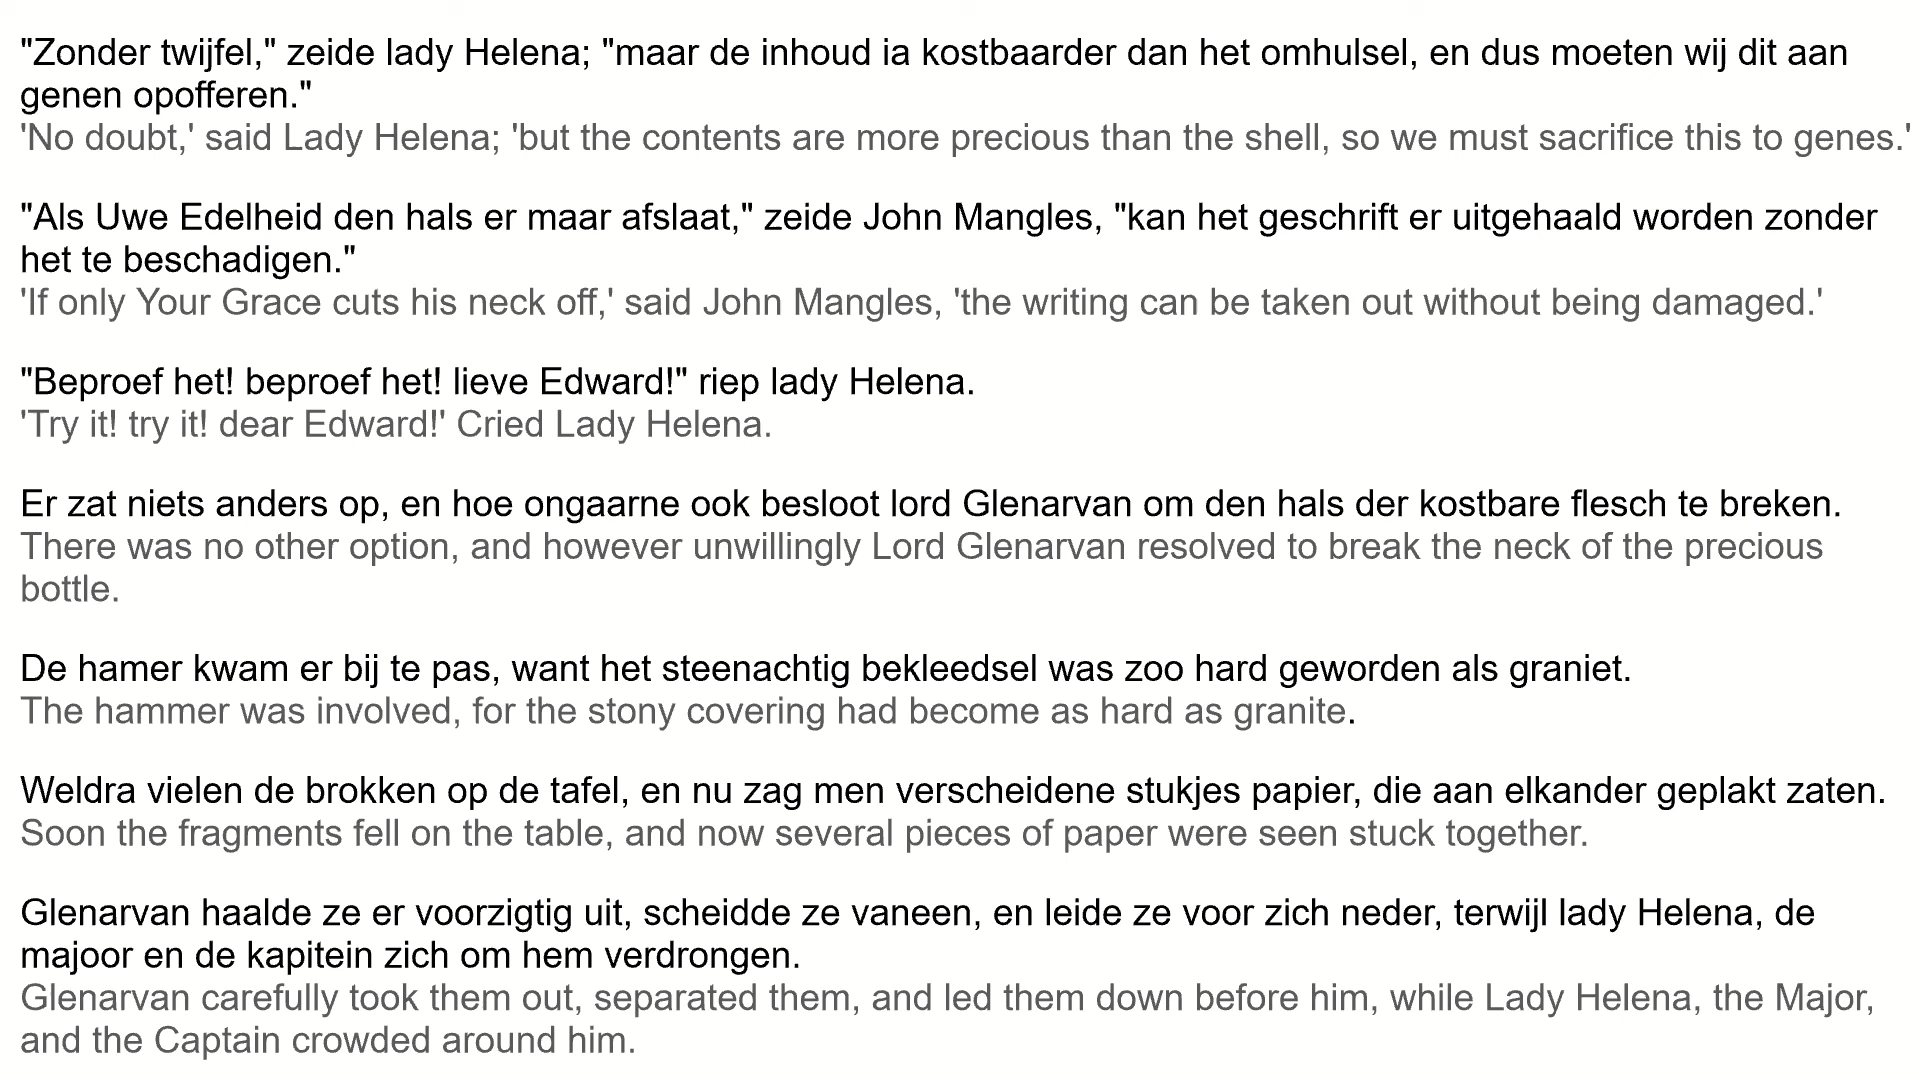 "Zonder twijfel," zeide lady Helena; "maar de inhoud ia kostbaarder dan het omhulsel, en dus moeten wij dit aan
genen opofferen."
'No doubt,' said Lady Helena; 'but the contents are more precious than the shell, so we must sacrifice this to genes.'
"Als Uwe Edelheid den hals er maar afslaat," zeide John Mangles, "kan het geschrift er uitgehaald worden zonder
het te beschadigen."
'If only Your Grace cuts his neck off,' said John Mangles, 'the writing can be taken out without being damaged.'
"Beproef het! beproef het! lieve Edward!" riep lady Helena.
'Try it! try it! dear Edward!' Cried Lady Helena.
Er zat niets anders op, en hoe ongaarne ook besloot lord Glenarvan om den hals der kostbare flesch te breken.
There was no other option, and however unwillingly Lord Glenarvan resolved to break the neck of the precious
bottle.
De hamer kwam er bij te pas, want het steenachtig bekleedsel was zoo hard geworden als graniet.
The hammer was involved, for the stony covering had become as hard as granite.
Weldra vielen de brokken op de tafel, en nu zag men verscheidene stukjes papier, die aan elkander geplakt zaten.
Soon the fragments fell on the table, and now several pieces of paper were seen stuck together.
Glenarvan haalde ze er voorzigtig uit, scheidde ze vaneen, en leide ze voor zich neder, terwijl lady Helena, de
majoor en de kapitein zich om hem verdrongen.
Glenarvan carefully took them out, separated them, and led them down before him, while Lady Helena, the Major,
and the Captain crowded around him.